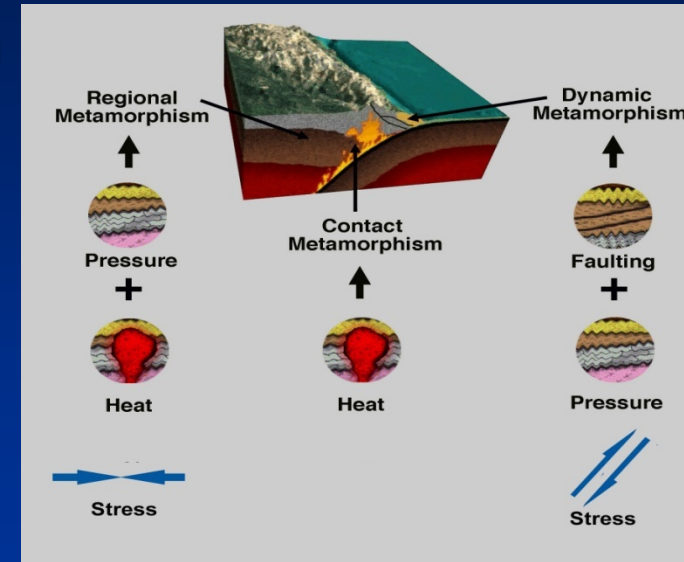 Regional
Metamorphism
Dynamic
Metamorphism
Contact
Metamorphism
Pressure
+
Heat
Stress
Heat
Faulting
+
Pressure
Stress